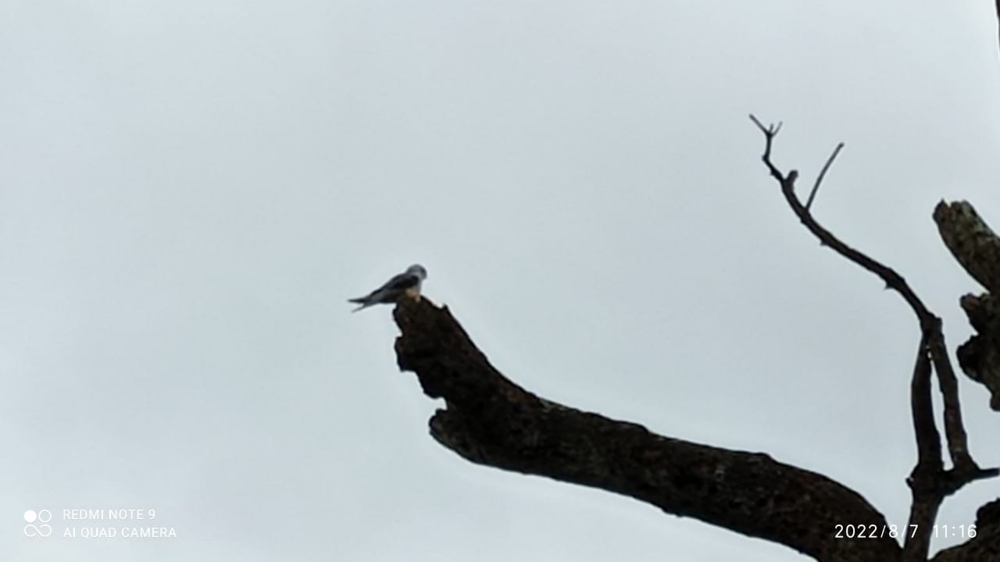 REDMI NOTE 9
AI QUAD CAMERA
2022/8/7 11:16